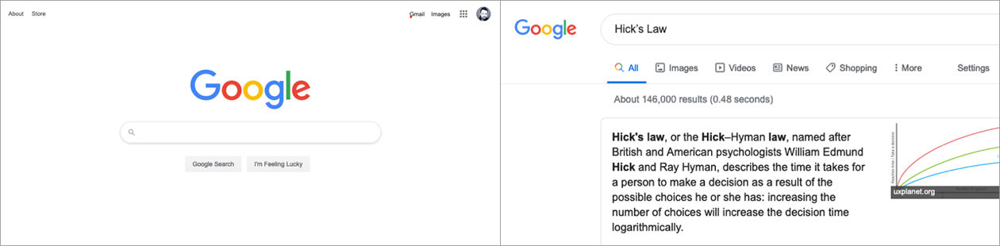 About Store
Gmail Images
Google
Google Search I'm Feeling Lucky
Google Hick's Law
All Images Videos News Shopping More Settings
About 146,000 results (0.48 seconds)
Hick's law, or the Hick–Hyman law, named after
British and American psychologists William Edmund
Hick and Ray Hyman, describes the time it takes for
a person to make a decision as a result of the
possible choices he or she has: increasing the
number of choices will increase the decision time
logarithmically.
Reaction time / Take a decision
uxplanet.org